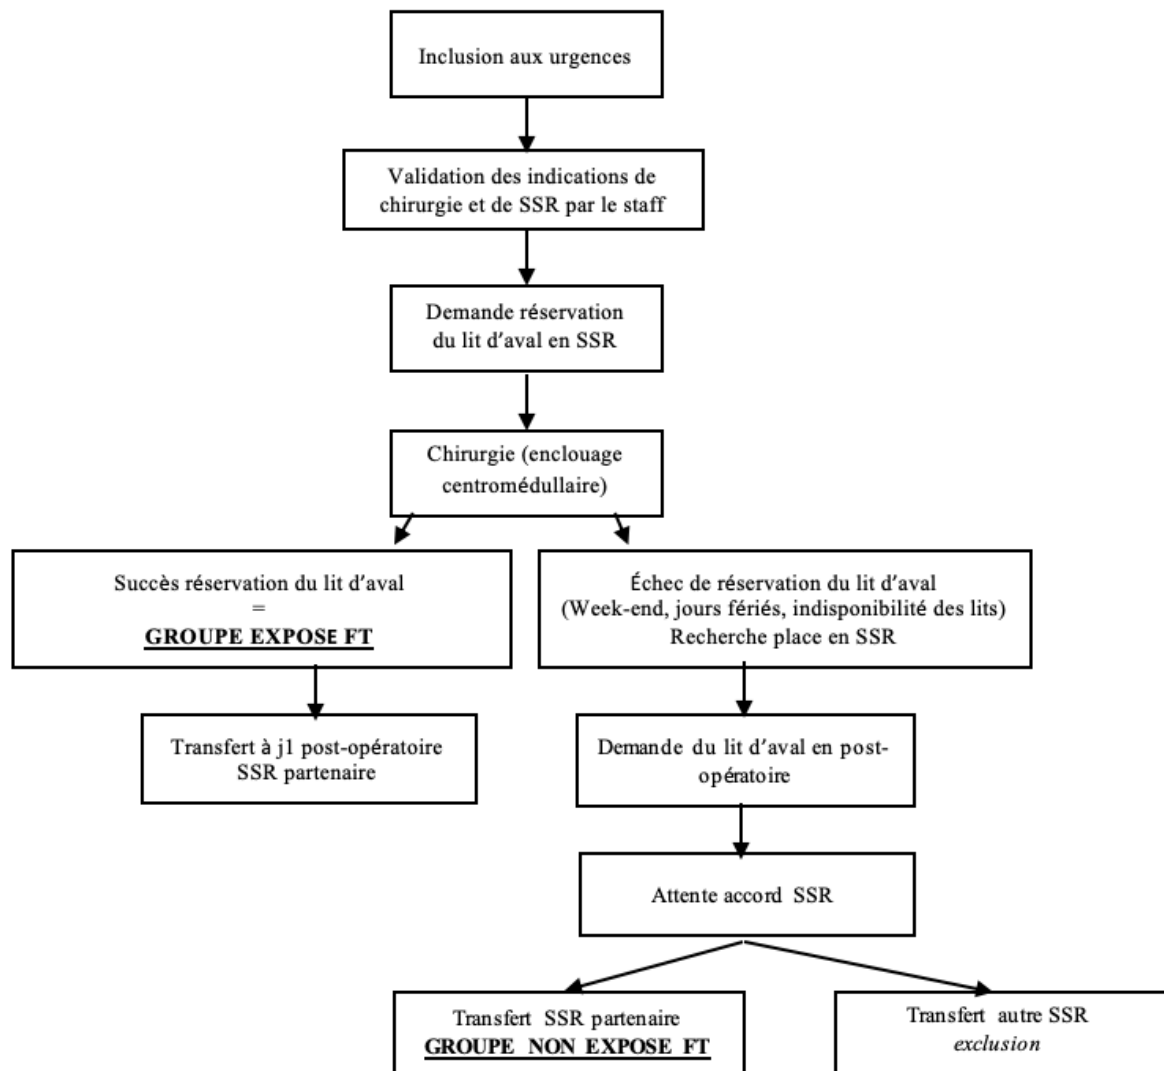 Inclusion aux urgences
Validation des indications de
chirurgie et de SSR par le staff
Demande réservation
du lit d'aval en SSR
Chirurgie (enclouage
centromédullaire)
Succès réservation du lit d'aval
=
GROUPE EXPOSE FT
Échec de réservation du lit d'aval
(Week-end, jours fériés, indisponibilité des lits)
Recherche place en SSR
Transfert à j1 post-opératoire
SSR partenaire
Demande du lit d'aval en post-
opératoire
Attente accord SSR
Transfert SSR partenaire
GROUPE NON EXPOSE FT
Transfert autre SSR
exclusion